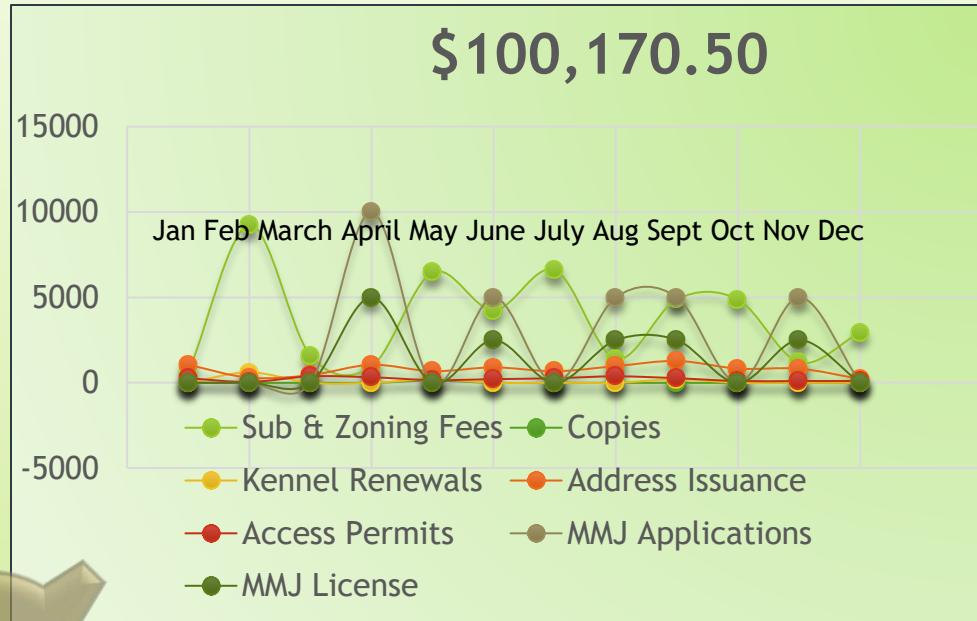 $100,170.50
15000
10000
Jan Feb March April May June July Aug Sept Oct Nov Dec
5000
0
Sub & Zoning Fees Copies
-5000
Kennel Renewals Address Issuance
Access Permits MMJ Applications
MMJ License